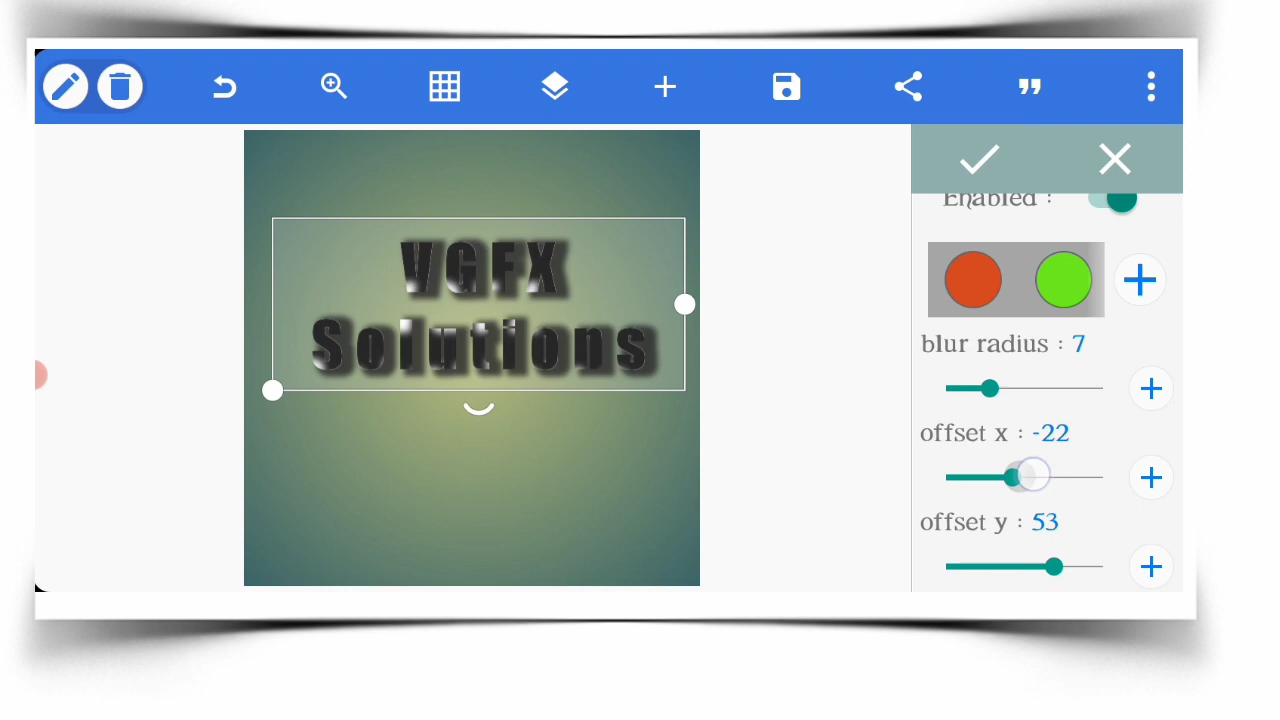 VGFX
Solutions
Enabled :
blur radius : 7
offset x : -22
offset y : 53